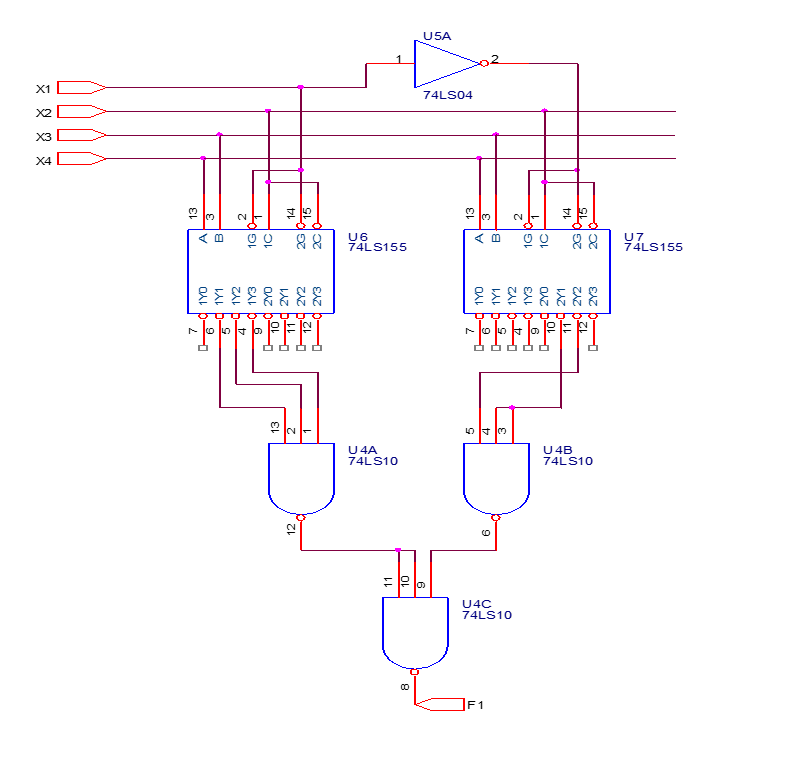 U5A
1
2
74LS04
X1
X2
X3
X4
13
3
2
1
14
15
13
3
2
1
14
15
A
B
1G
1C
2G
2C
U6
74LS155
A
B
1G
1C
2G
2C
U7
74LS155
1Y0
1Y1
1Y2
1Y3
2Y0
2Y1
2Y2
2Y3
1Y0
1Y1
1Y2
1Y3
2Y0
2Y1
2Y2
2Y3
7
6
5
4
9
10
11
12
7
6
5
4
9
10
11
12
13
2
1
5
4
3
U4A
74LS10
U4B
74LS10
12
6
11
10
9
U4C
74LS10
8
F1